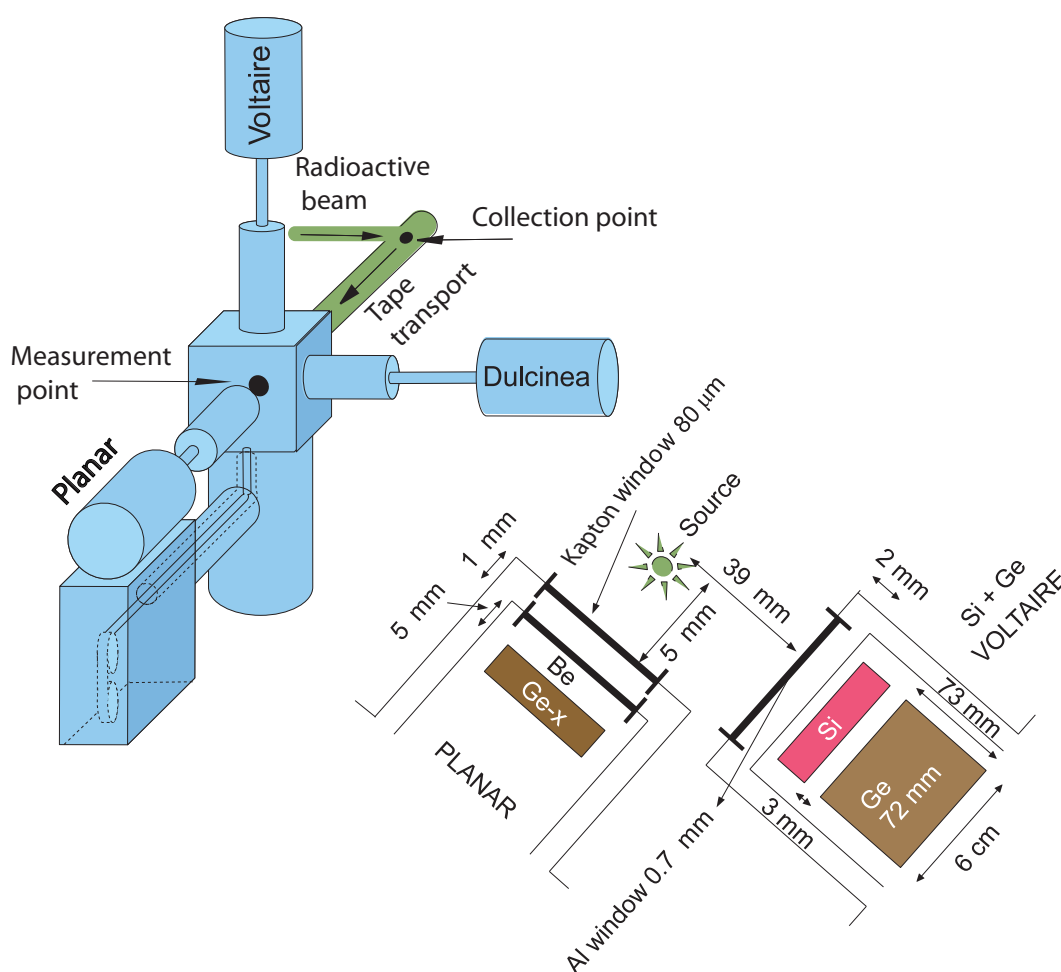 Voltaire
Radioactive
beam
Collection point
Tape
transport
Measurement
point
Dulcinea
Planar
Kapton window 80 μm
Source
1 mm
5 mm
39 mm
2 mm
Si + Ge
VOLTAIRE
5 mm
Be
Ge-x
PLANAR
73 mm
Si
Ge
72 mm
3 mm
6 cm
Al window 0.7 mm